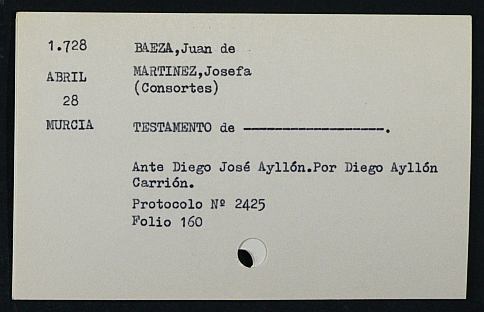 1.728 BAEZA,Juan de
ABRIL MARTINEZ,Josefa
28 (Consortes)
MURCIA TESTAMENTO de ------------------.
Ante Diego José Ayllón.Por Diego Ayllón
Carrión.
Protocolo Nº 2425
Folio 160